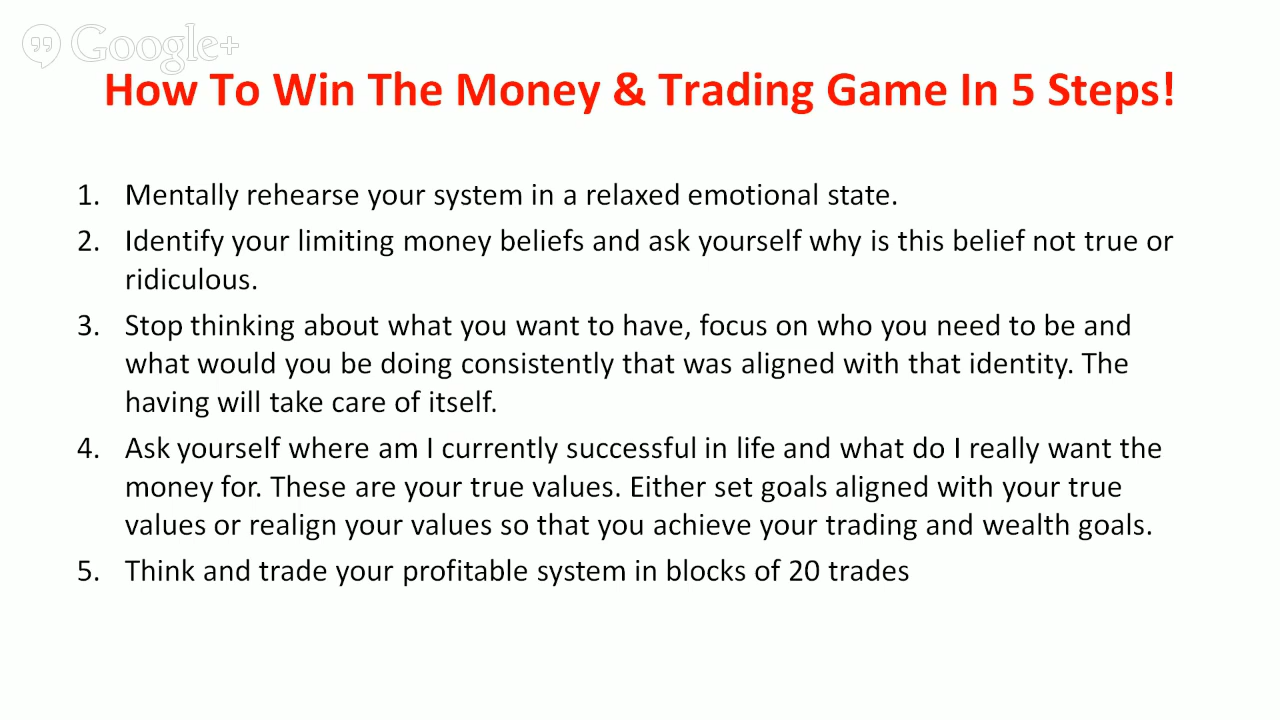 Google+
How To Win The Money & Trading Game In 5 Steps!
1. Mentally rehearse your system in a relaxed emotional state.
2. Identify your limiting money beliefs and ask yourself why is this belief not true or
ridiculous.
3. Stop thinking about what you want to have, focus on who you need to be and
what would you be doing consistently that was aligned with that identity. The
having will take care of itself.
4. Ask yourself where am I currently successful in life and what do I really want the
money for. These are your true values. Either set goals aligned with your true
values or realign your values so that you achieve your trading and wealth goals.
5. Think and trade your profitable system in blocks of 20 trades